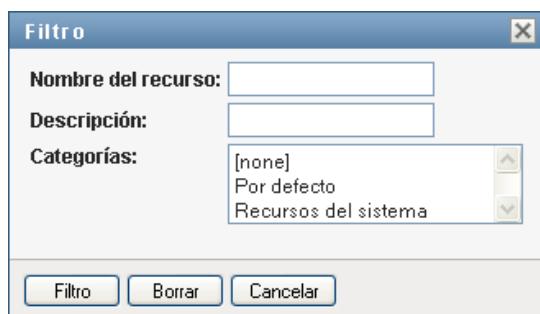 Filtro
Nombre del recurso:
Descripción:
Categorías:
[none]
Por defecto
Recursos del sistema
Filtro Borrar Cancelar